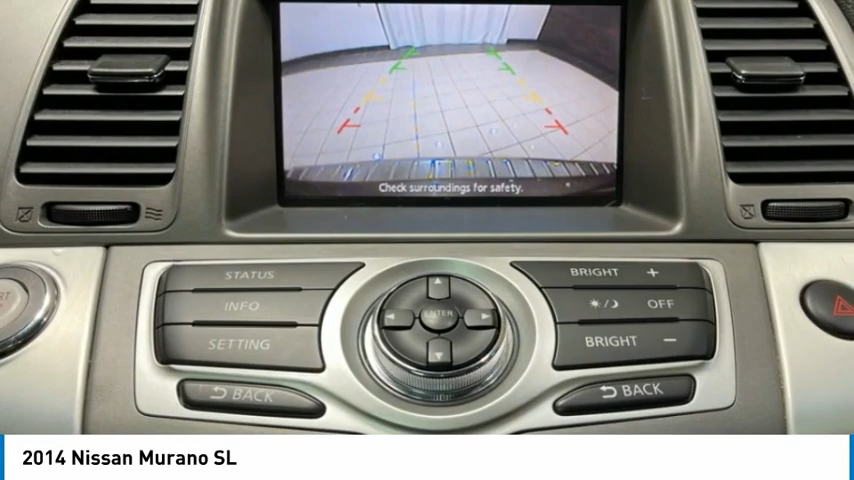 Check surroundings for safety.
STATUS
BRIGHT +
INFO
ENTER
/ OFF
SETTING
BRIGHT -
BACK
BACK
2014 Nissan Murano SL